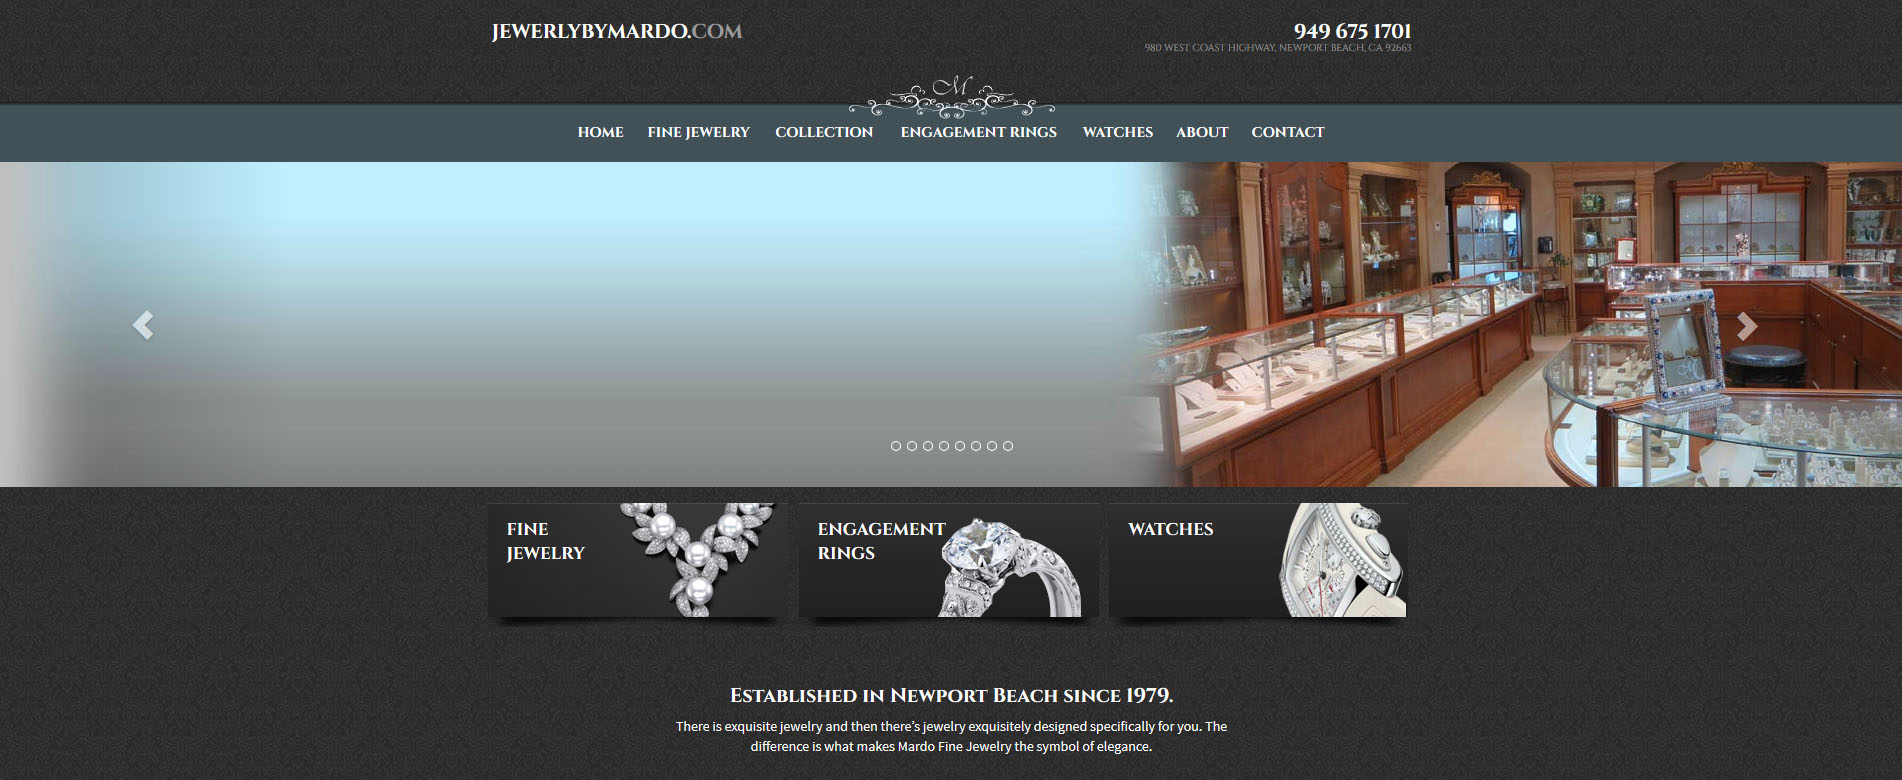 JEWERLYBYMARDO.COM
949 675 1701
980 WEST COAST HIGHWAY, NEWPORT BEACH, CA 92663
M
HOME FINE JEWELRY COLLECTION ENGAGEMENT RINGS WATCHES ABOUT CONTACT
M
FINE
JEWELRY
ENGAGEMENT
RINGS
WATCHES
ESTABLISHED IN NEWPORT BEACH SINCE 1979.
There is exquisite jewelry and then there's jewelry exquisitely designed specifically for you. The
difference is what makes Mardo Fine Jewelry the symbol of elegance.